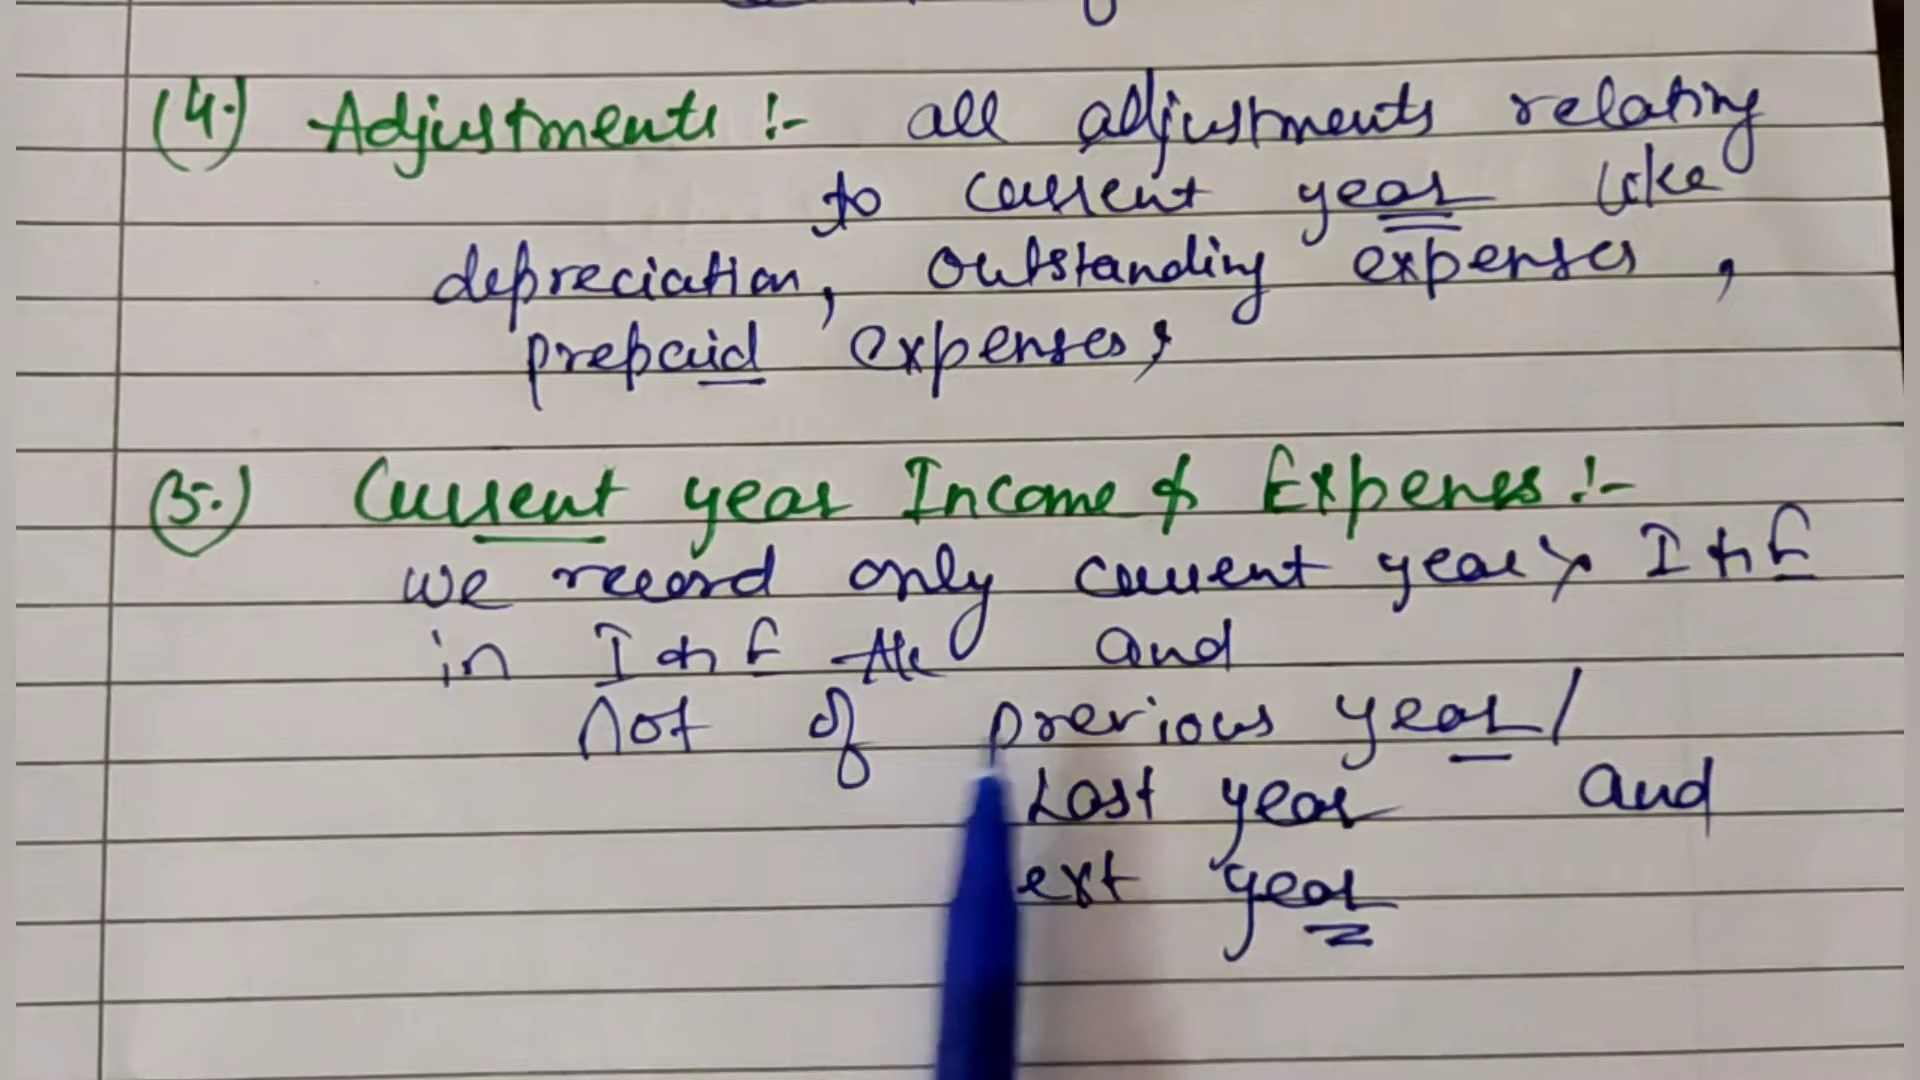 (4.) Adjustments :- all adjustments relating
to current year like
depreciation, outstanding expenses,
prepaid expenses,
(5.) Current year Income & Expenses :-
we record only current year's I & E
in I & E A/c and
not of previous year/
Last year and
ext year